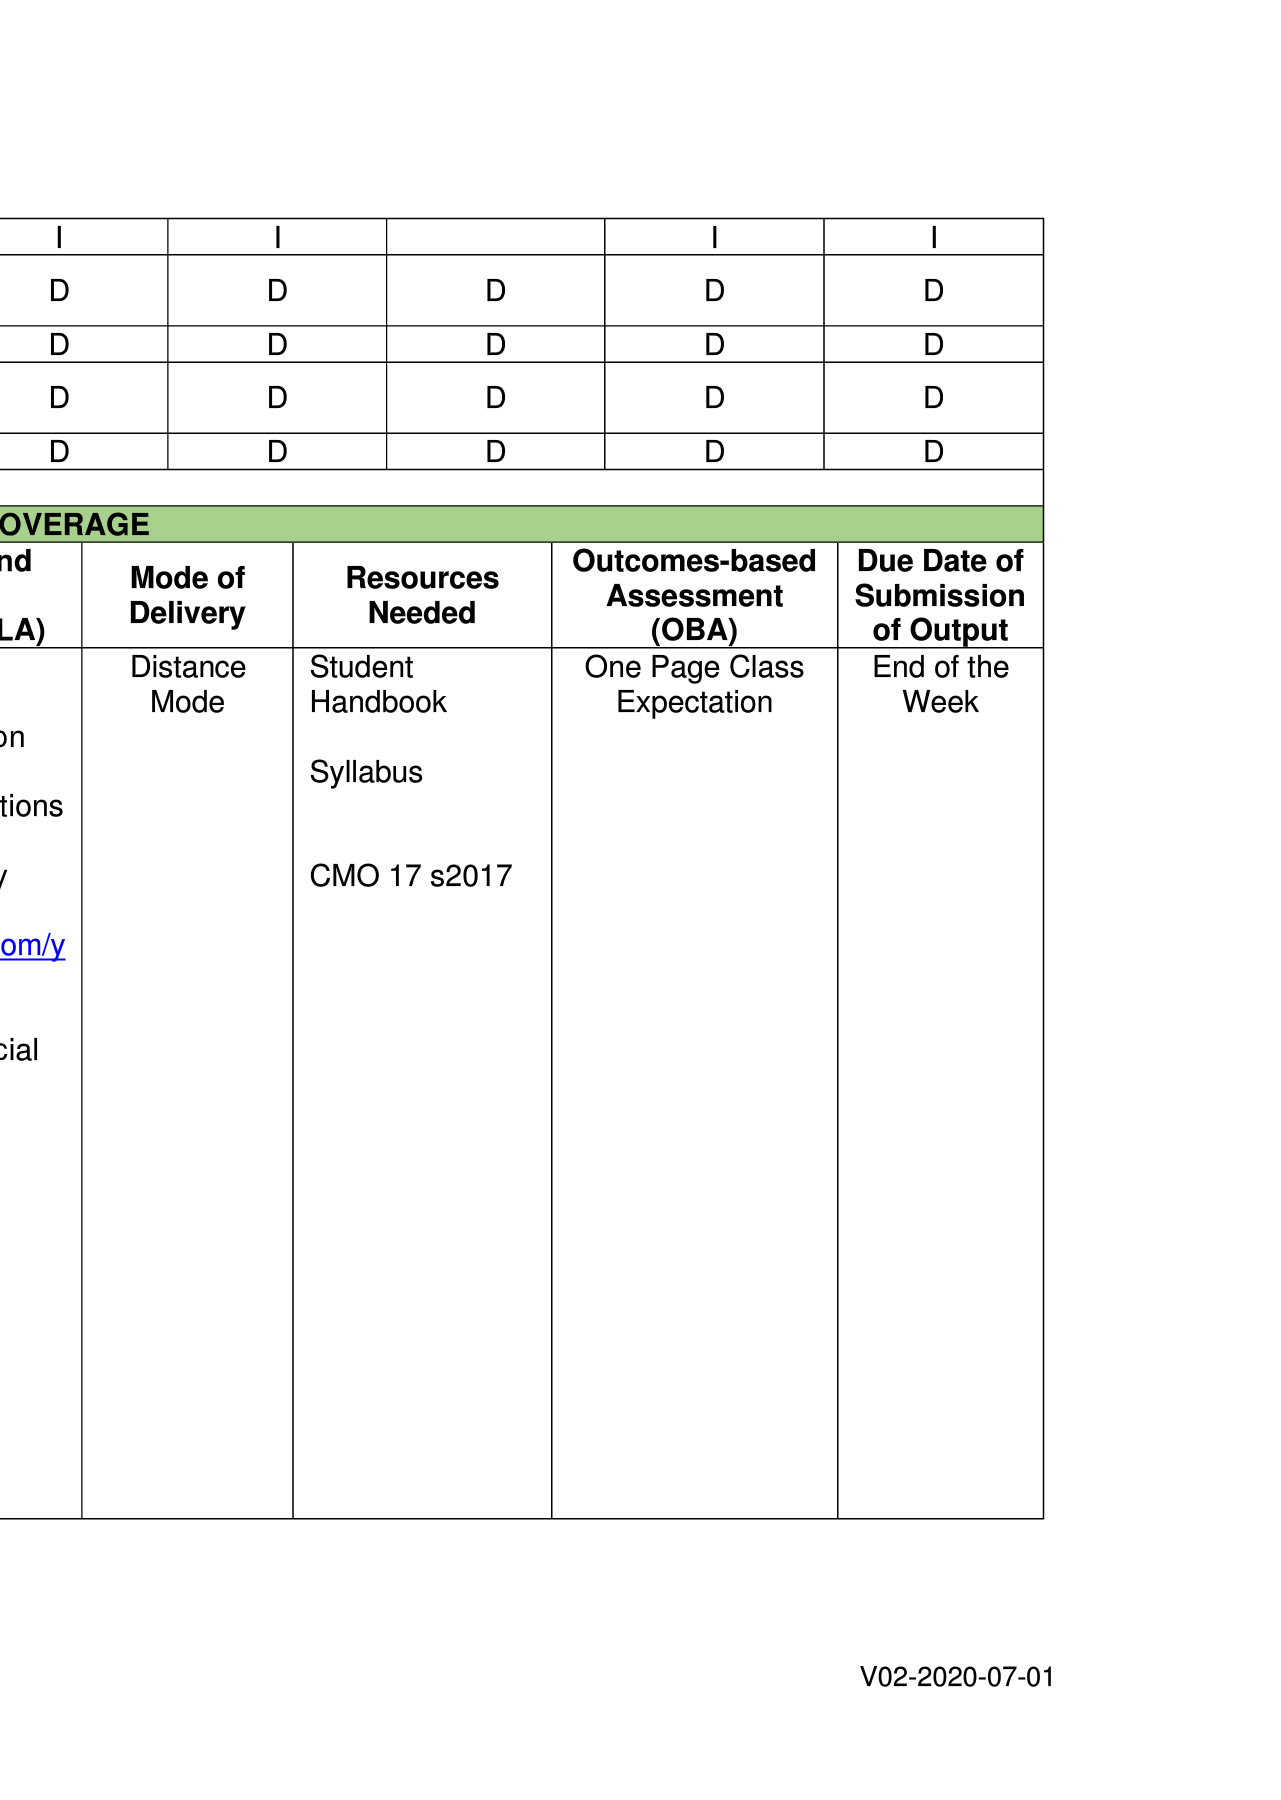 I I I I
D D D D D
D D D D D
D D D D D
D D D D D
OVERAGE
nd
LA)
Mode of
Delivery
Resources
Needed
Outcomes-based
Assessment
(OBA)
Due Date of
Submission
of Output
on
tions
y
om/y
cial
Distance
Mode
Student
Handbook
Syllabus
CMO 17 s2017
One Page Class
Expectation
End of the
Week
V02-2020-07-01